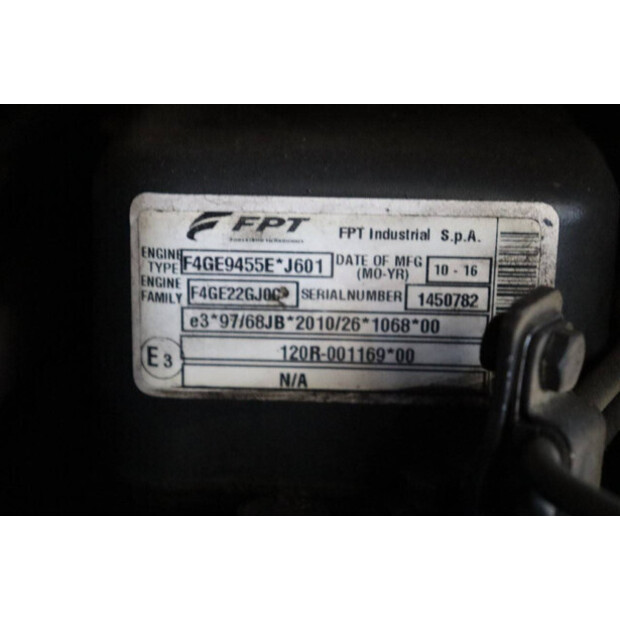 FPT
FPT Industrial S.p.A.
ENGINE TYPE F4GE9455E*J601 DATE OF MFG (MO-YR) 10 - 16
ENGINE FAMILY SERIALNUMBER 1450782
e3*97/68JB*2010/26*1068*00
E3 120R-001169*00
N/A